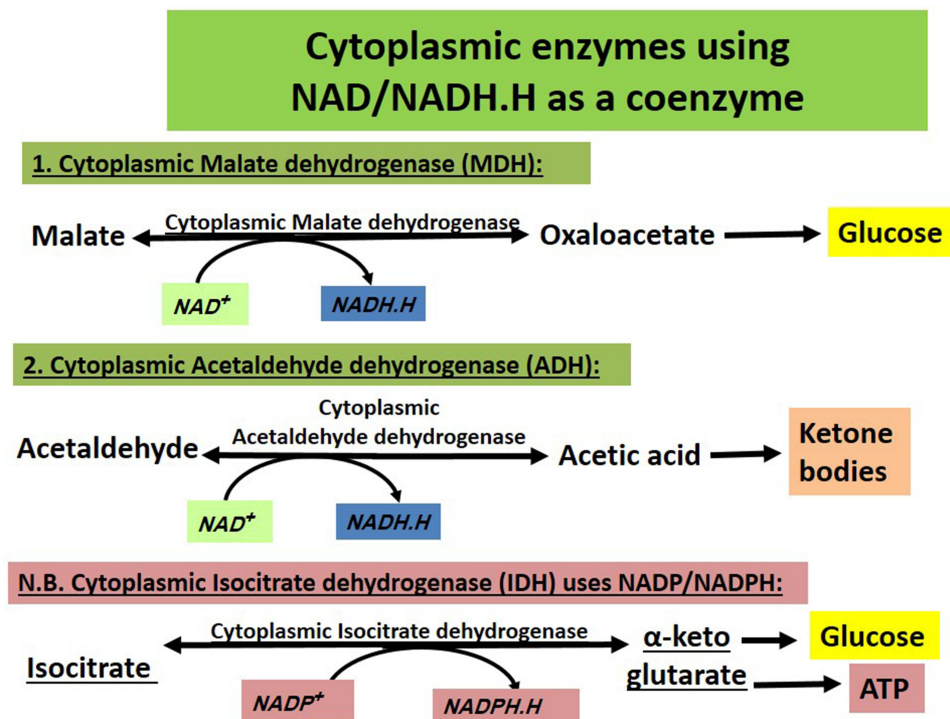 Cytoplasmic enzymes using
NAD/NADH.H as a coenzyme
1. Cytoplasmic Malate dehydrogenase (MDH):
Malate
Cytoplasmic Malate dehydrogenase
Oxaloacetate
Glucose
NAD⁺
NADH.H
2. Cytoplasmic Acetaldehyde dehydrogenase (ADH):
Acetaldehyde
Cytoplasmic
Acetaldehyde dehydrogenase
Acetic acid
Ketone
bodies
NAD⁺
NADH.H
N.B. Cytoplasmic Isocitrate dehydrogenase (IDH) uses NADP/NADPH:
Isocitrate
Cytoplasmic Isocitrate dehydrogenase
α-keto
glutarate
Glucose
ATP
NADP⁺
NADPH.H